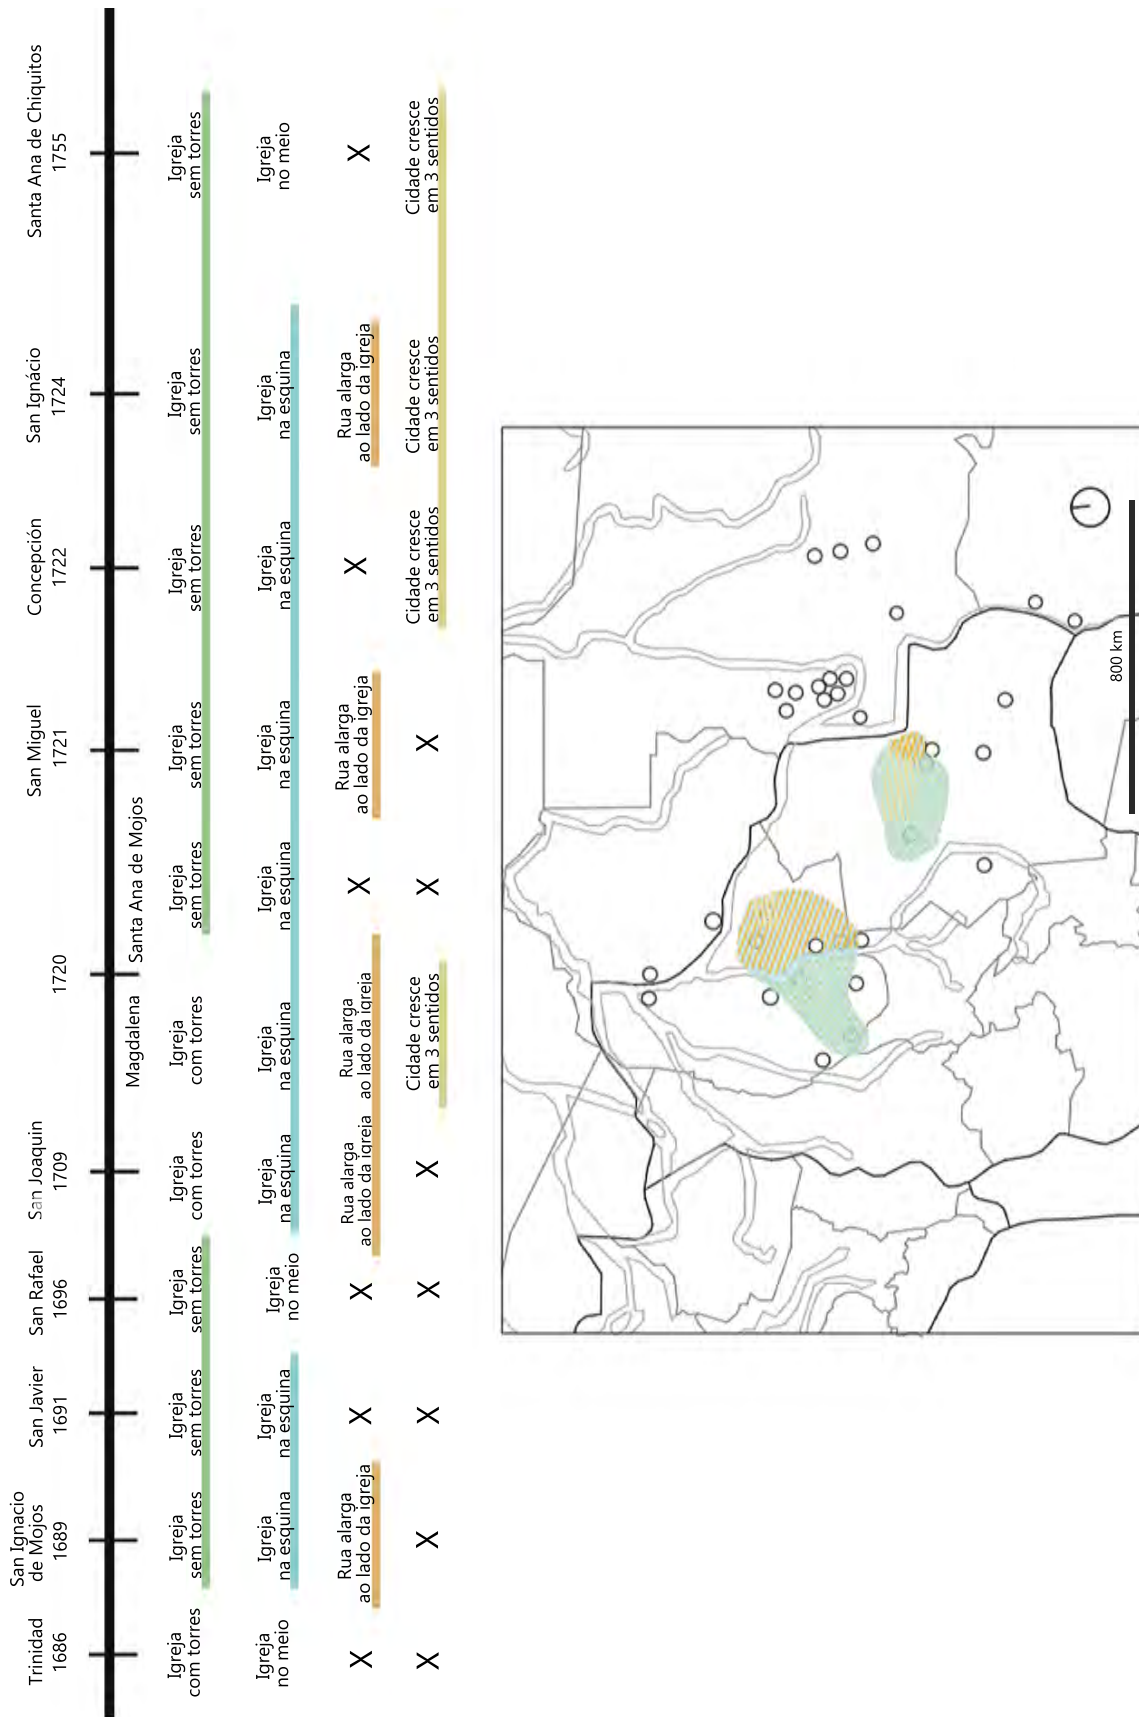 Trinidad
1686
San Ignacio
de Mojos
1689
San Javier
1691
San Rafael
1696
San Joaquin
1709
1720
Magdalena
Santa Ana de Mojos
San Miguel
1721
Concepción
1722
San Ignácio
1724
Santa Ana de Chiquitos
1755
Igreja
com torres
Igreja
sem torres
Igreja
sem torres
Igreja
sem torres
Igreja
com torres
Igreja
com torres
Igreja
sem torres
Igreja
sem torres
Igreja
sem torres
Igreja
sem torres
Igreja
sem torres
Igreja
no meio
Igreja
na esquina
Igreja
na esquina
Igreja
no meio
Igreja
na esquina
Igreja
na esquina
Igreja
na esquina
Igreja
na esquina
Igreja
na esquina
Igreja
na esquina
Igreja
no meio
X
Rua alarga
ao lado da igreja
X
X
Rua alarga
ao lado da igreja
Rua alarga
ao lado da igreja
X
Rua alarga
ao lado da igreja
X
Rua alarga
ao lado da igreja
X
X
X
X
X
X
Cidade cresce
em 3 sentidos
X
X
Cidade cresce
em 3 sentidos
Cidade cresce
em 3 sentidos
Cidade cresce
em 3 sentidos
800 km